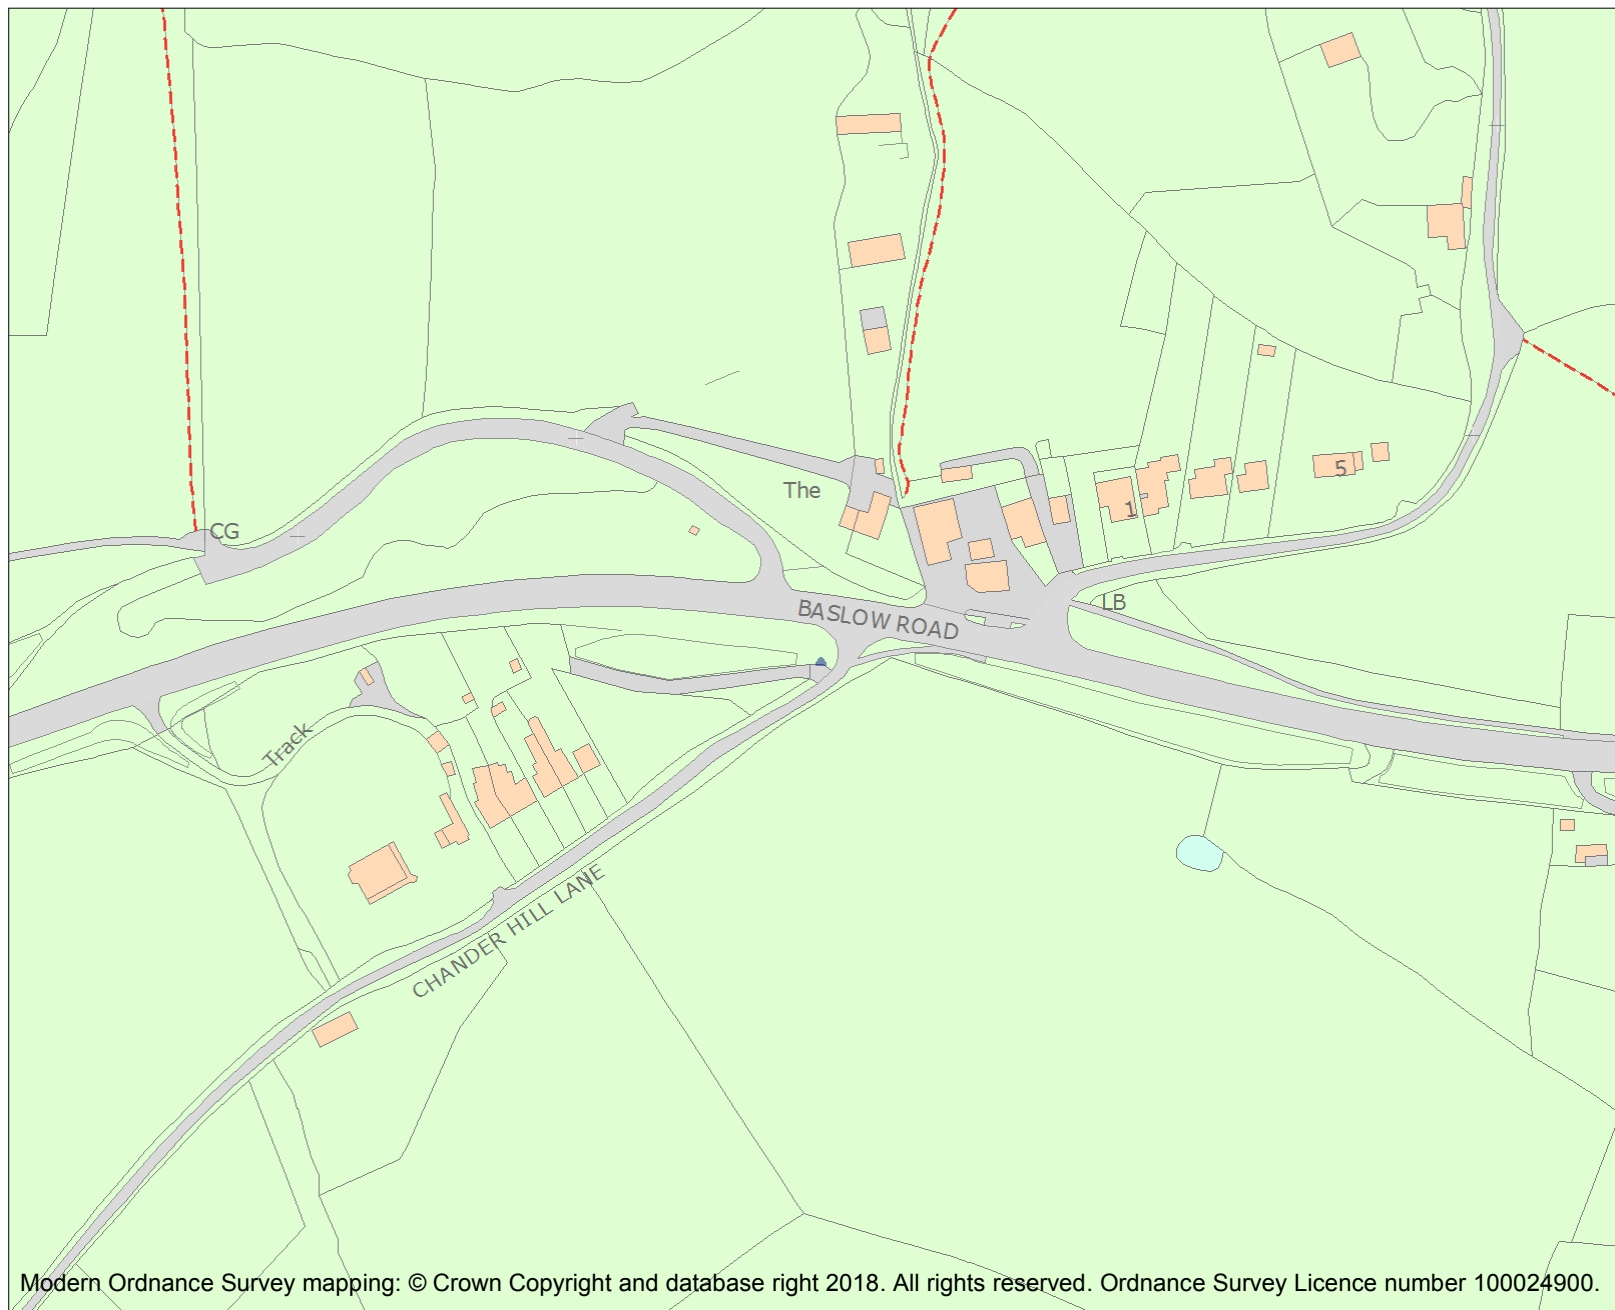 5
The
1
CG
LB
BASLOW ROAD
Track
CHANDER HILL LANE
Modern Ordnance Survey mapping: © Crown Copyright and database right 2018. All rights reserved. Ordnance Survey Licence number 100024900.